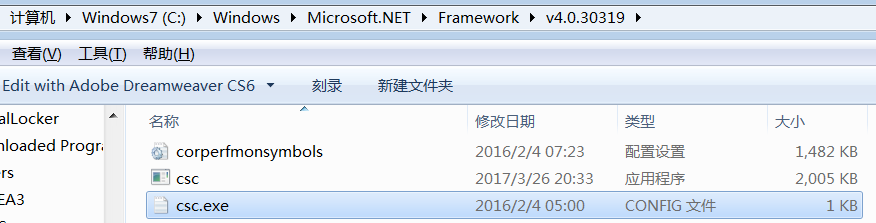 计算机 ▸ Windows7 (C:) ▸ Windows ▸ Microsoft.NET ▸ Framework ▸ v4.0.30319 ▸
查看(V) 工具(T) 帮助(H)
Edit with Adobe Dreamweaver CS6 刻录 新建文件夹
名称 修改日期 类型 大小
alLocker
corperfmonsymbols 2016/2/4 07:23 配置设置 1,482 KB
nloaded Progra
csc 2017/3/26 20:33 应用程序 2,005 KB
ers
EA3
csc.exe 2016/2/4 05:00 CONFIG 文件 1 KB